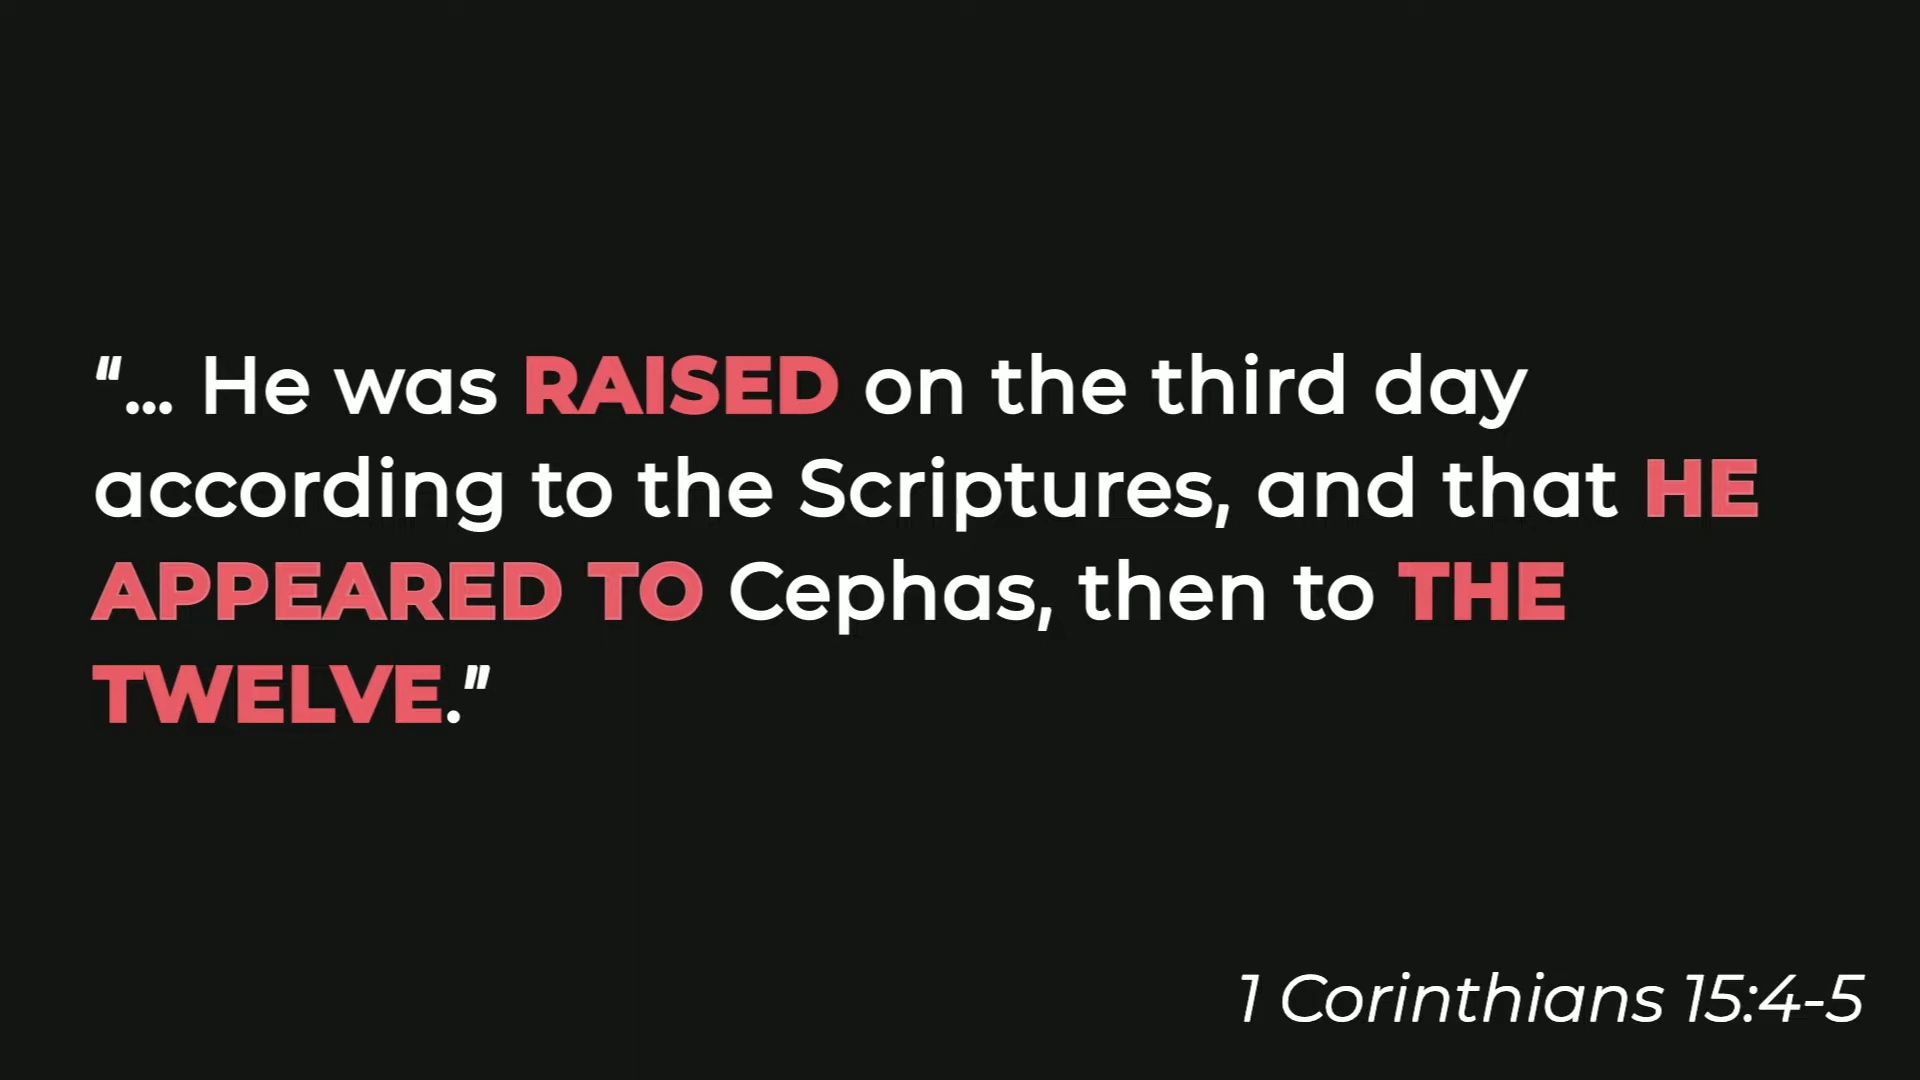 “... He was RAISED on the third day
according to the Scriptures, and that HE
APPEARED TO Cephas, then to THE
TWELVE.”
1 Corinthians 15:4-5